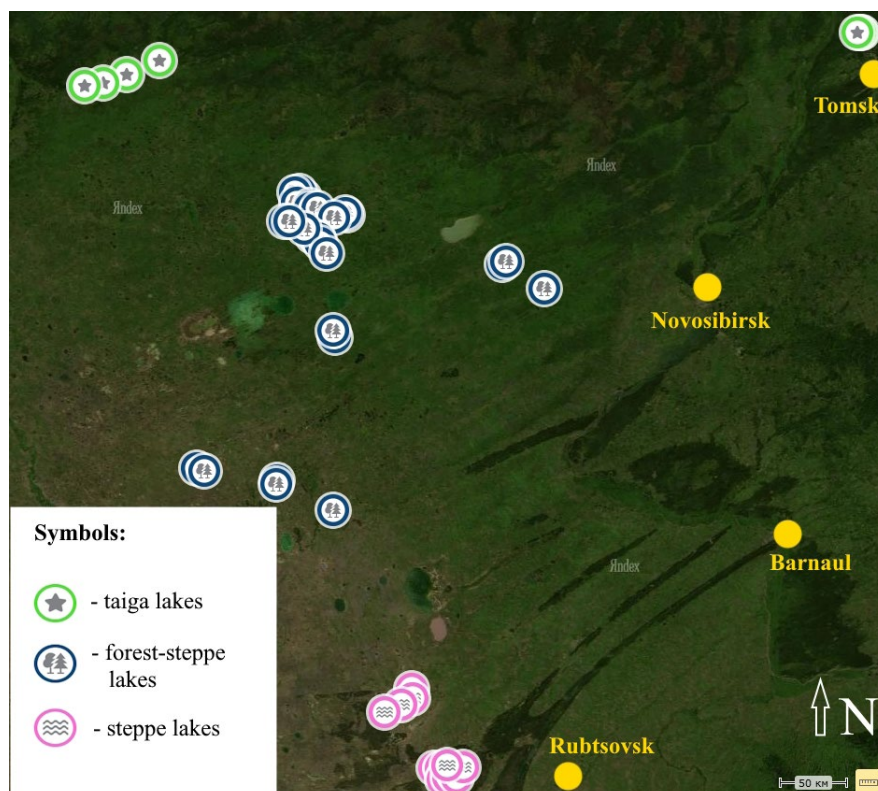 Tomsk
Яndex
Яndex
Novosibirsk
Symbols:
- taiga lakes
- forest-steppe
lakes
- steppe lakes
Barnaul
Яndex
N
Rubtsovsk
50 км